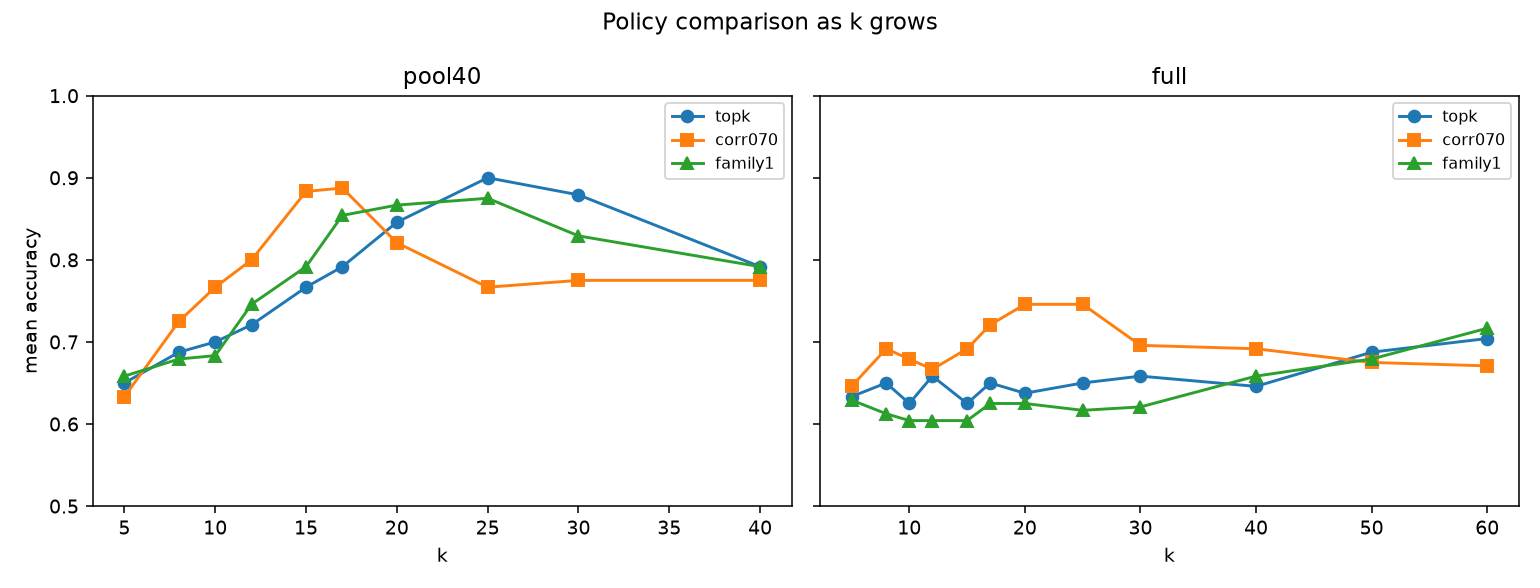 Policy comparison as k grows
pool40
full
1.0
0.9
0.8
0.7
0.6
0.5
mean accuracy
topk
corr070
family1
topk
corr070
family1
5 10 15 20 25 30 35 40
10 20 30 40 50 60
k
k